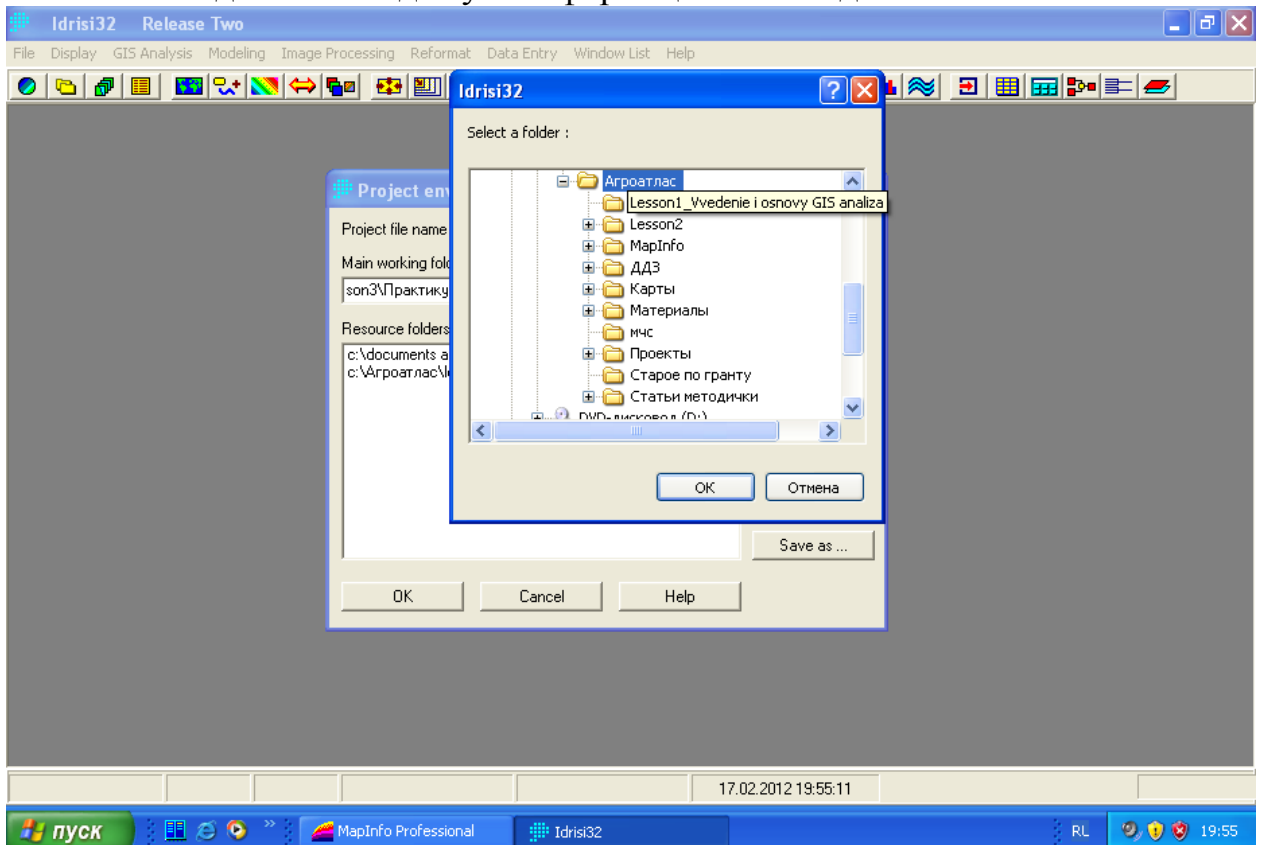 Idrisi32 Release Two
File Display GIS Analysis Modeling Image Processing Reformat Data Entry Window List Help
Idrisi32
Select a folder :
Агроатлас
Lesson1_Vvedenie i osnovy GIS analiza
Lesson2
MapInfo
ДДЗ
Карты
Материалы
мчс
Проекты
Старое по гранту
Статьи методички
DVD-дисковод (D:)
OK
Отмена
Project env
Project file name
Main working fold
son3\Практику
Resource folders
c:\documents a
c:\Агроатлас\l
Save as ...
OK
Cancel
Help
17.02.2012 19:55:11
пуск
MapInfo Professional
Idrisi32
RL
19:55